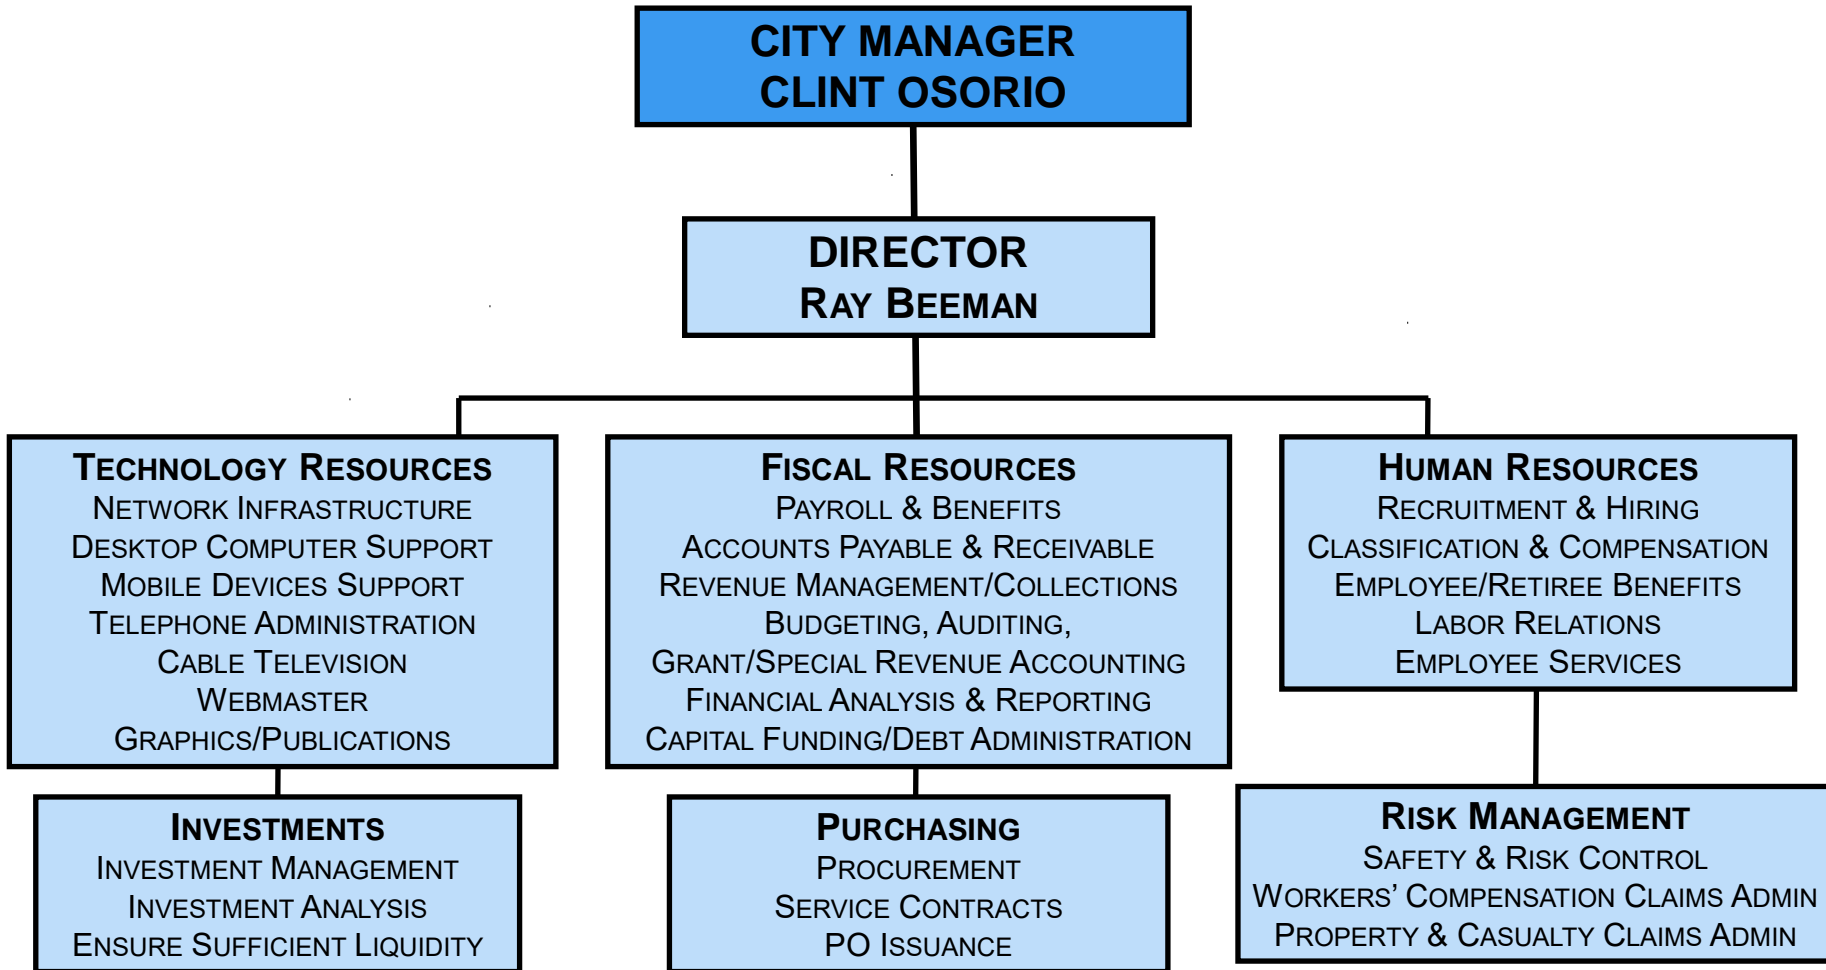 CITY MANAGER
CLINT OSORIO
DIRECTOR
RAY BEEMAN
TECHNOLOGY RESOURCES
NETWORK INFRASTRUCTURE
DESKTOP COMPUTER SUPPORT
MOBILE DEVICES SUPPORT
TELEPHONE ADMINISTRATION
CABLE TELEVISION
WEBMASTER
GRAPHICS/PUBLICATIONS
FISCAL RESOURCES
PAYROLL & BENEFITS
ACCOUNTS PAYABLE & RECEIVABLE
REVENUE MANAGEMENT/COLLECTIONS
BUDGETING, AUDITING,
GRANT/SPECIAL REVENUE ACCOUNTING
FINANCIAL ANALYSIS & REPORTING
CAPITAL FUNDING/DEBT ADMINISTRATION
HUMAN RESOURCES
RECRUITMENT & HIRING
CLASSIFICATION & COMPENSATION
EMPLOYEE/RETIREE BENEFITS
LABOR RELATIONS
EMPLOYEE SERVICES
INVESTMENTS
INVESTMENT MANAGEMENT
INVESTMENT ANALYSIS
ENSURE SUFFICIENT LIQUIDITY
PURCHASING
PROCUREMENT
SERVICE CONTRACTS
PO ISSUANCE
RISK MANAGEMENT
SAFETY & RISK CONTROL
WORKERS’ COMPENSATION CLAIMS ADMIN
PROPERTY & CASUALTY CLAIMS ADMIN